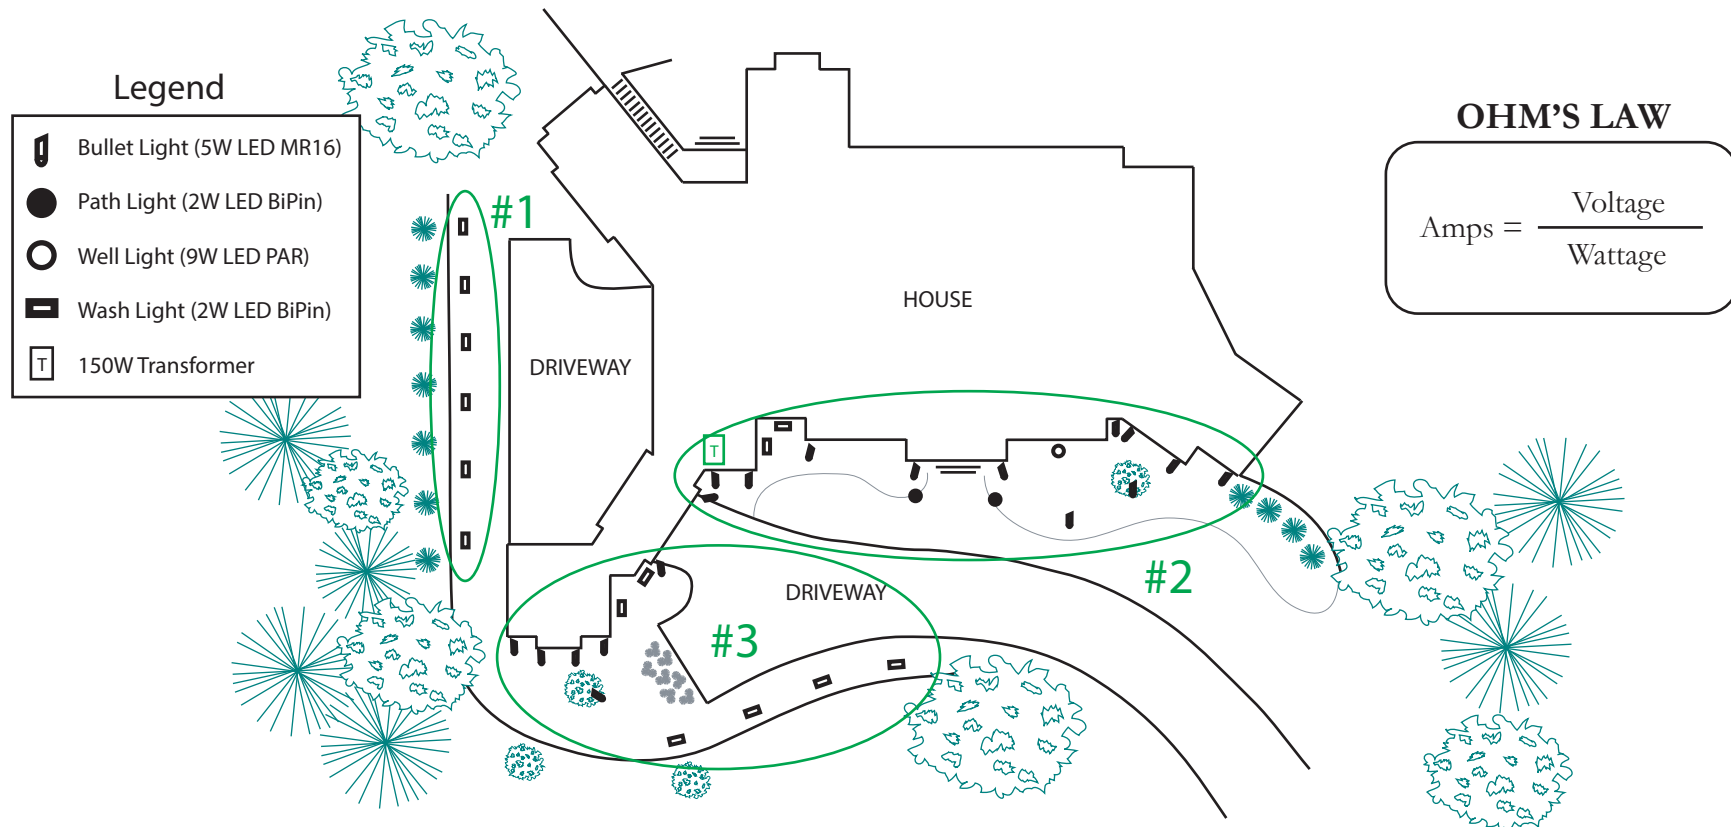 Legend
Bullet Light (5W LED MR16)
Path Light (2W LED BiPin)
Well Light (9W LED PAR)
Wash Light (2W LED BiPin)
T
150W Transformer
#1
DRIVEWAY
HOUSE
OHM'S LAW
Amps =
Voltage
Wattage
T
#2
DRIVEWAY
#3